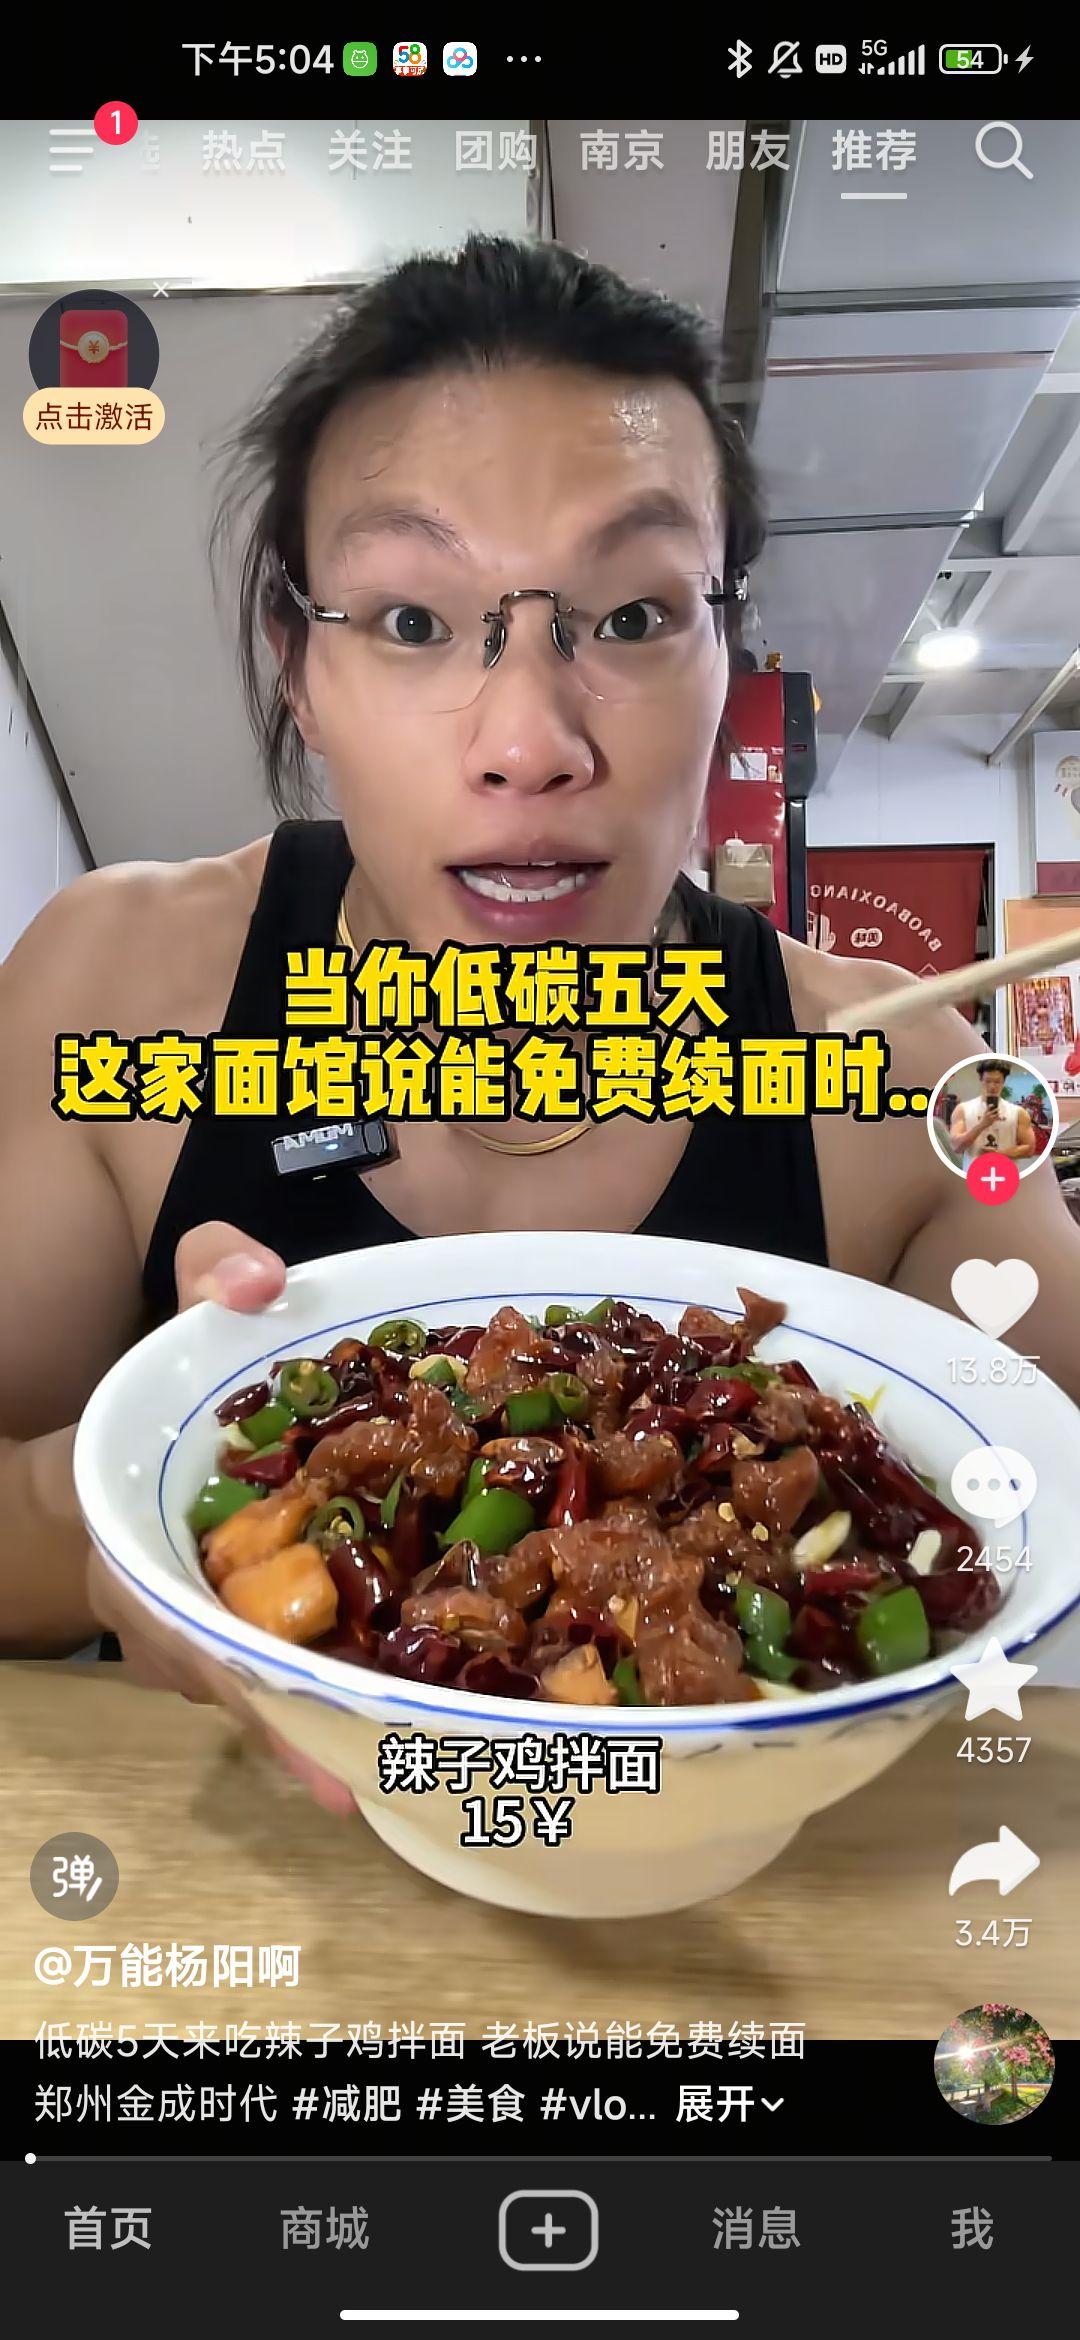 下午5:04
58
HD
5G
54
1
热点
关注
团购
南京
朋友
推荐
点击激活
BAOBAOXIANG
当你低碳五天
这家面馆说能免费续面时...
13.8万
2454
4357
3.4万
辣子鸡拌面
15¥
弹
@万能杨阳啊
低碳5天来吃辣子鸡拌面 老板说能免费续面
郑州金成时代 #减肥 #美食 #vlo... 展开
首页
商城
消息
我